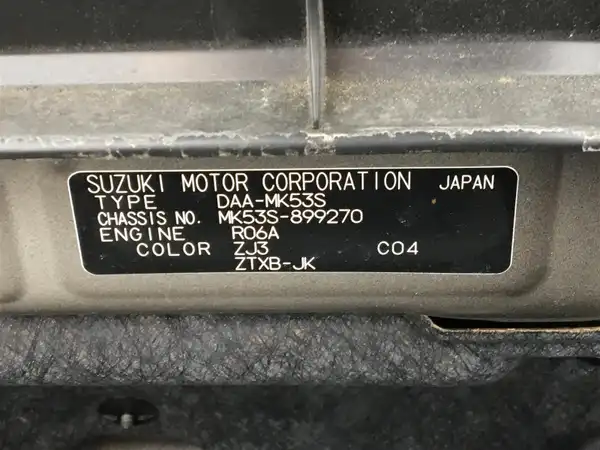 SUZUKI MOTOR CORPORATION JAPAN
TYPE DAA-MK53S
CHASSIS NO. MK53S-899270
ENGINE R06A
COLOR ZJ3 C04
ZTXB-JK